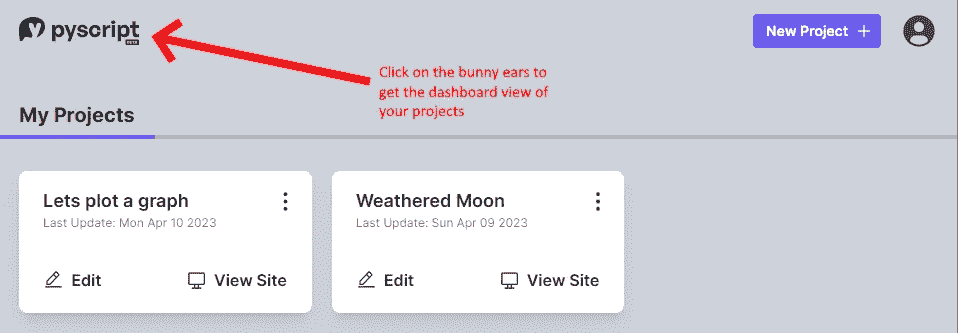 pyscript
BETA
New Project +
Click on the bunny ears to
get the dashboard view of
your projects
My Projects
Lets plot a graph
Last Update: Mon Apr 10 2023
Edit
View Site
Weathered Moon
Last Update: Sun Apr 09 2023
Edit
View Site